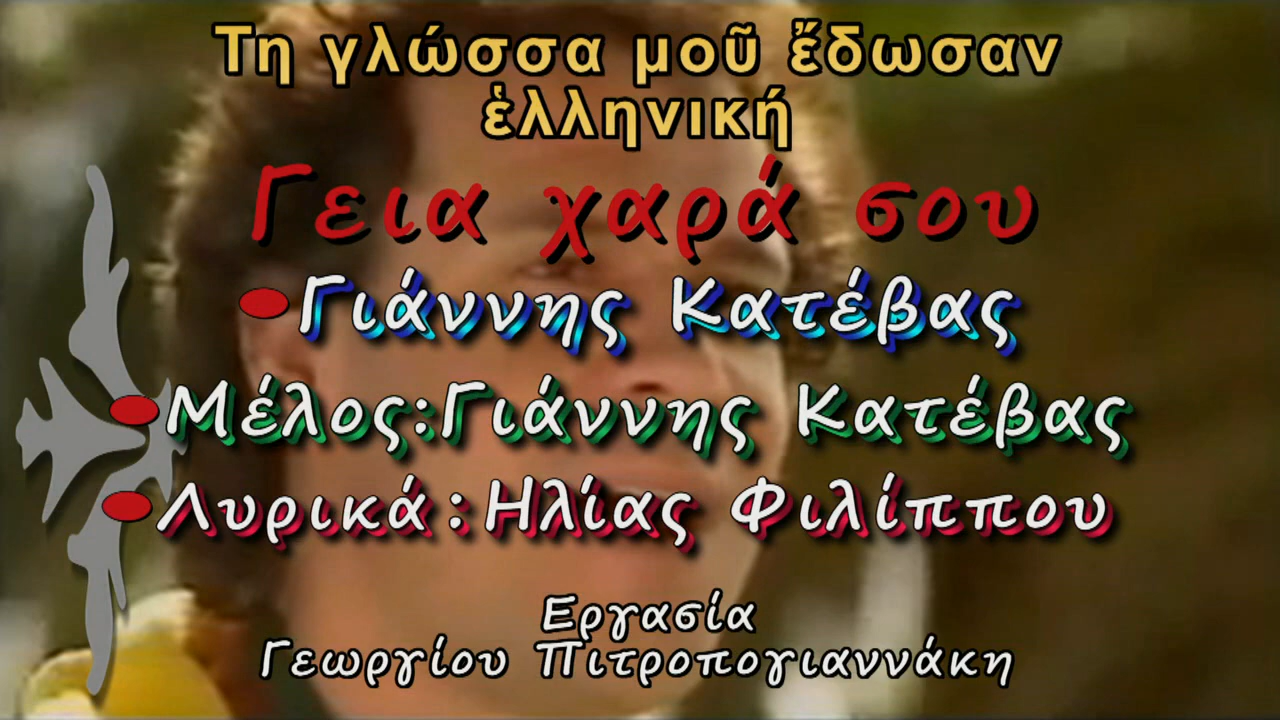 Τη γλώσσα μοῦ ἔδωσαν
ἑλληνική
Γεια χαρά σου
Γιάννης Κατέβας
Μέλος:Γιάννης Κατέβας
Λυρικά:Ηλίας Φιλίππου
Εργασία
Γεωργίου Πιτροπογιαννάκη